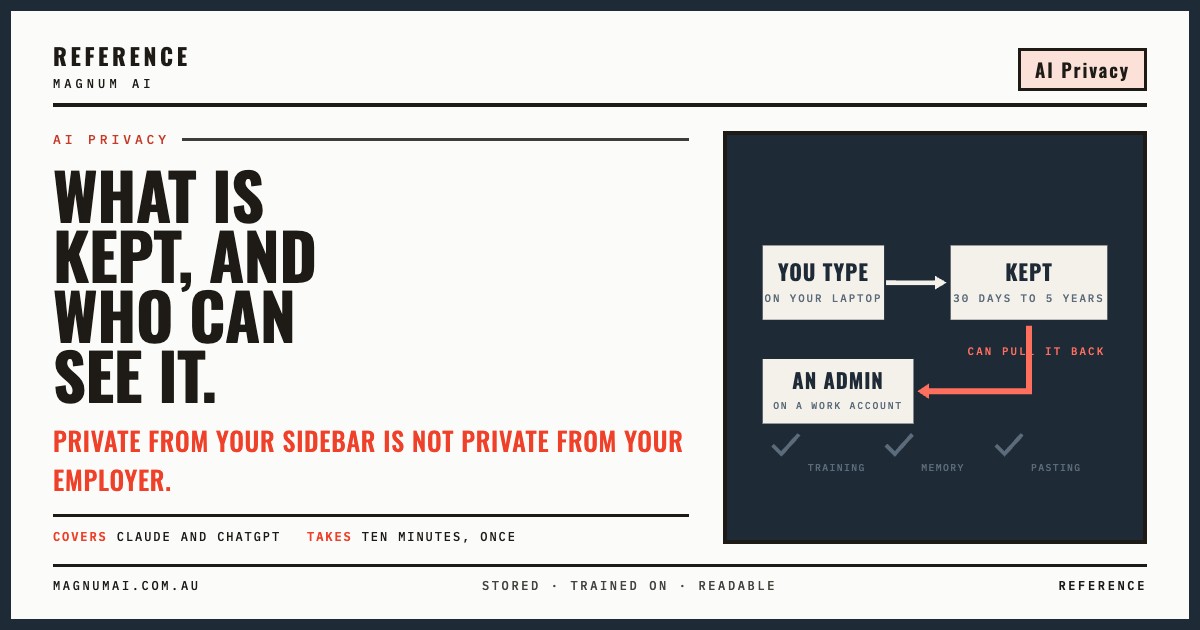 REFERENCE
MAGNUM AI
AI Privacy
AI PRIVACY
WHAT IS
KEPT, AND
WHO CAN
SEE IT.
PRIVATE FROM YOUR SIDEBAR IS NOT PRIVATE FROM YOUR
EMPLOYER.
COVERS CLAUDE AND CHATGPT TAKES TEN MINUTES, ONCE
YOU TYPE
ON YOUR LAPTOP
KEPT
30 DAYS TO 5 YEARS
CAN PULL IT BACK
AN ADMIN
ON A WORK ACCOUNT
TRAINING MEMORY PASTING
MAGNUMAI.COM.AU STORED · TRAINED ON · READABLE REFERENCE